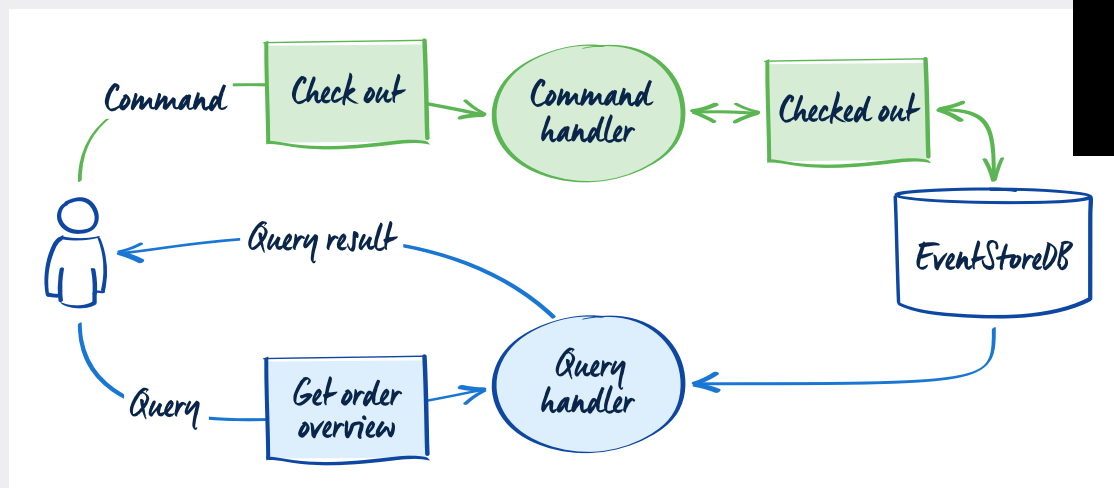 Command
Check out
Command
handler
Checked out
EventStoreDB
Query result
Query
handler
Query
Get order
overview